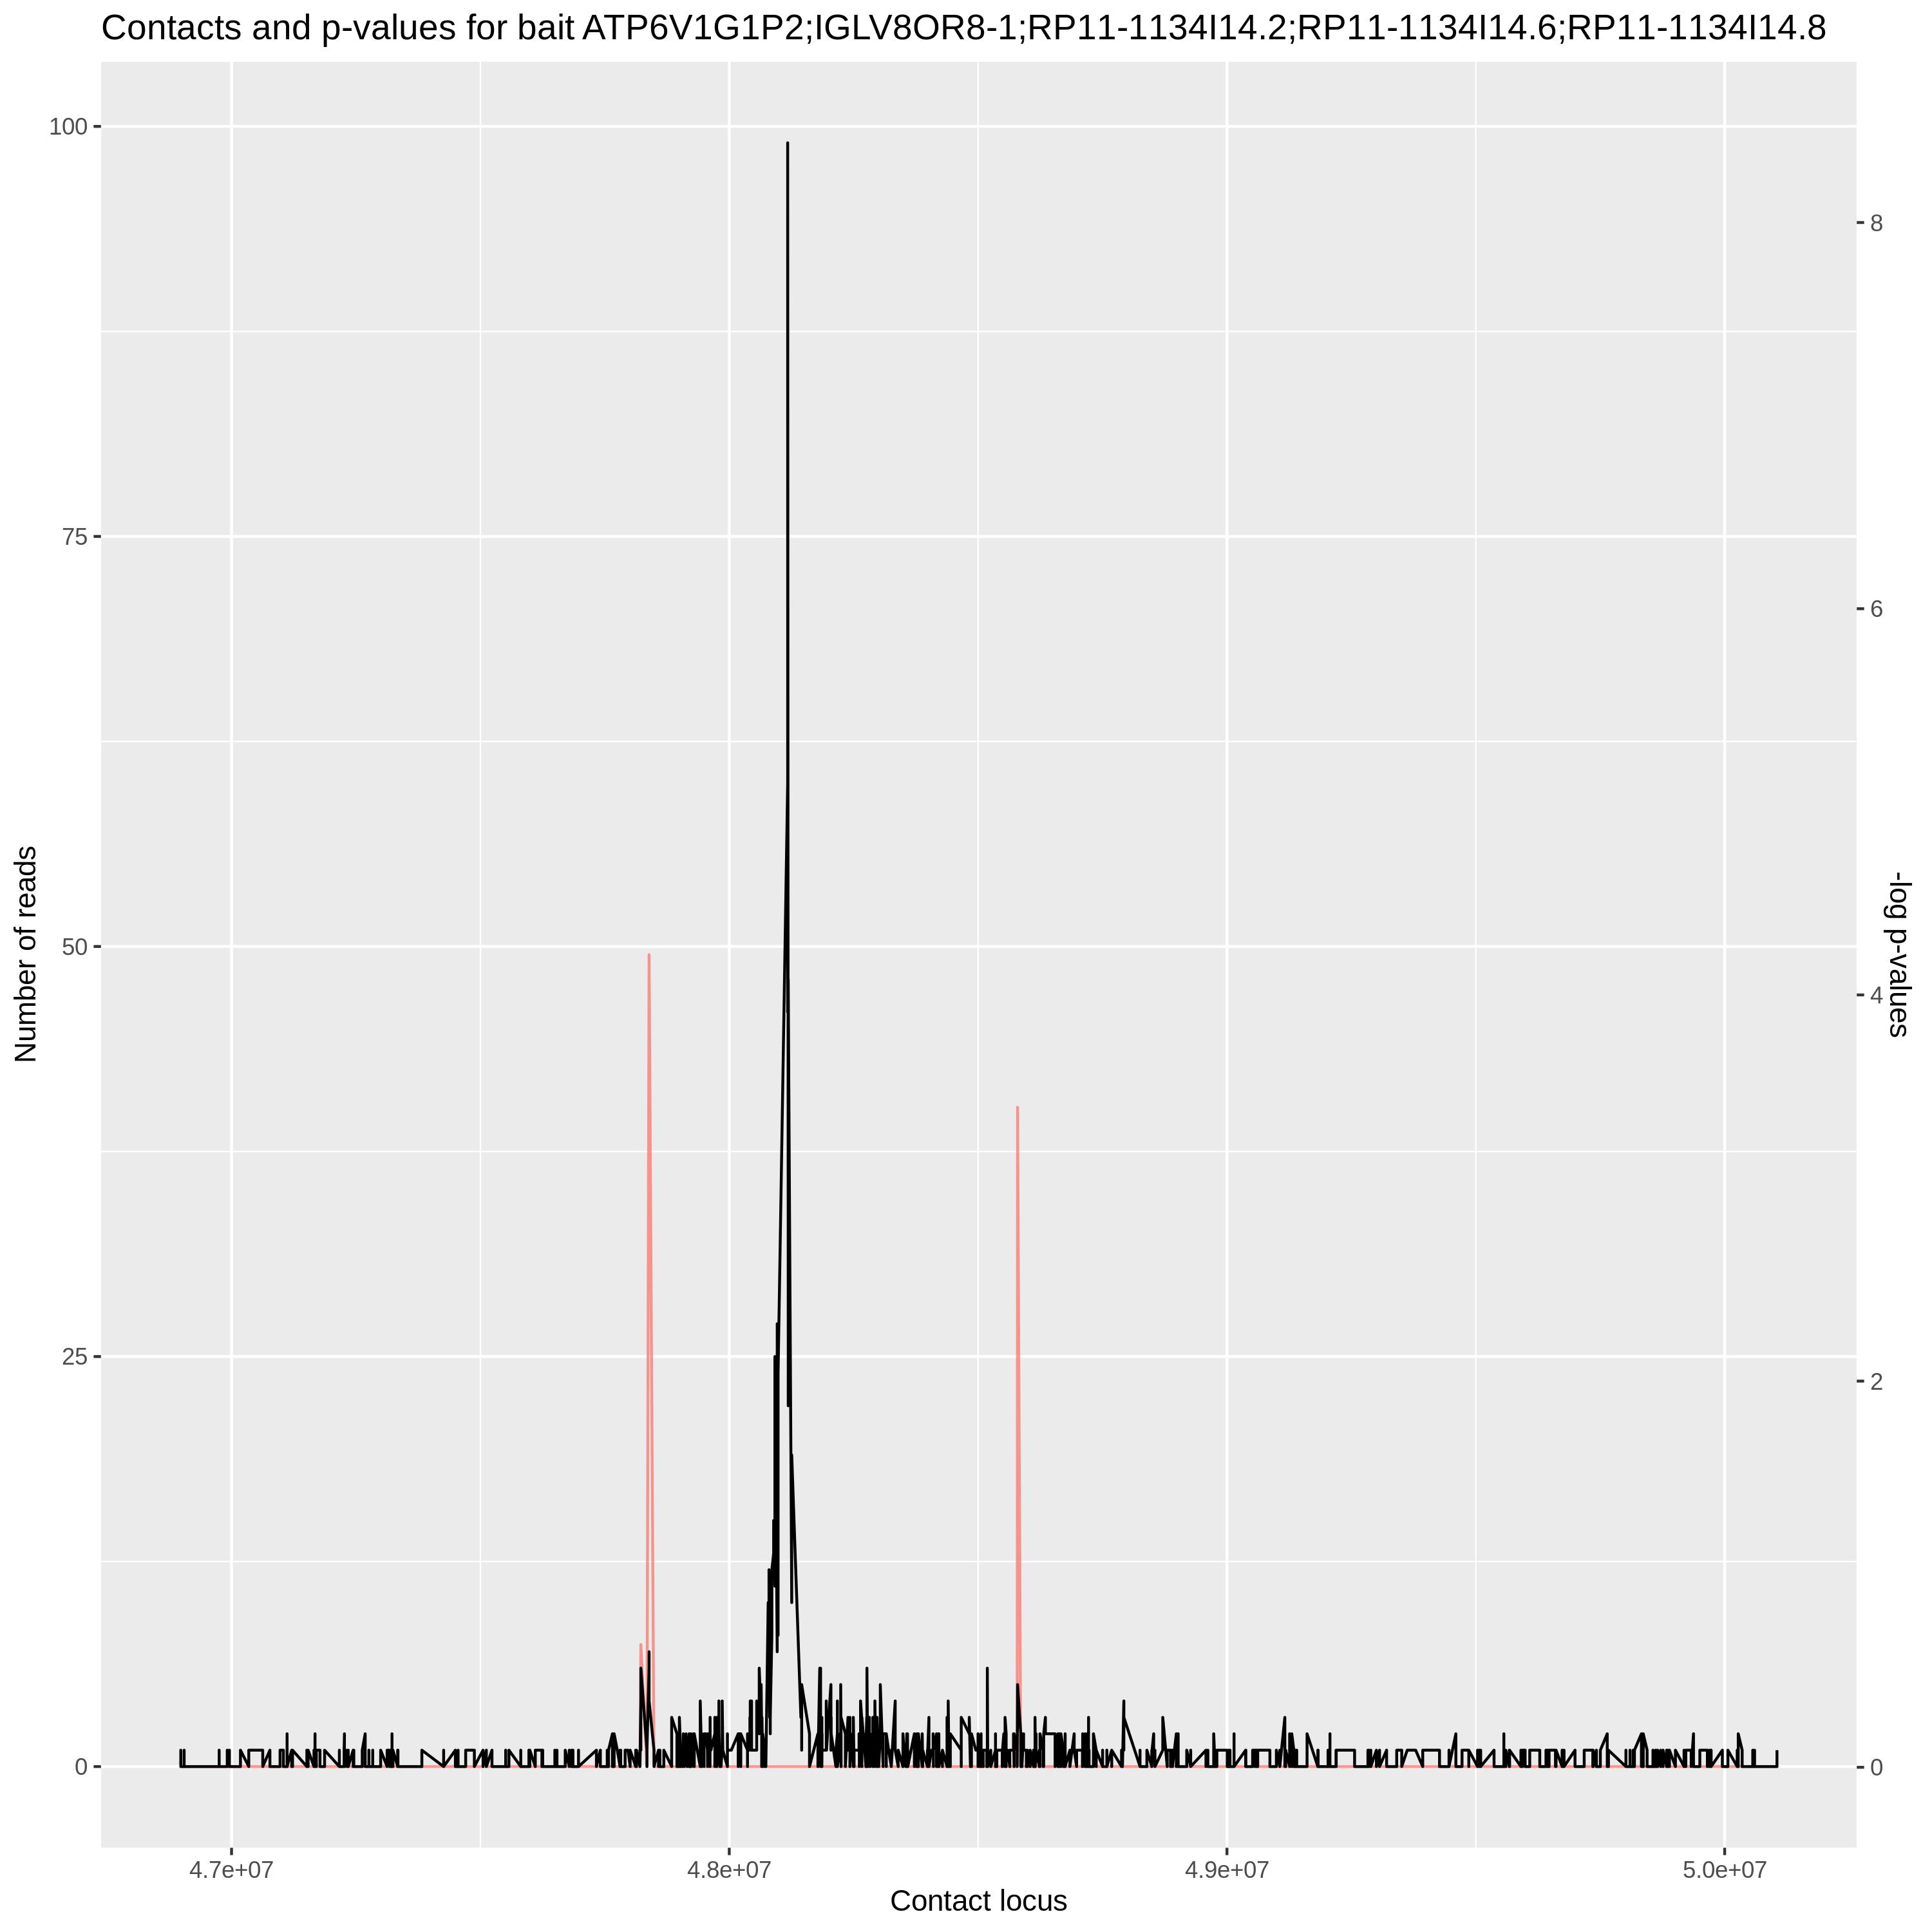 Contacts and p-values for bait ATP6V1G1P2;IGLV8OR8-1;RP11-1134I14.2;RP11-1134I14.6;RP11-1134I14.8
100
75
50
25
0
Number of reads
8
6
4
2
0
-log p-values
4.7e+07 4.8e+07 4.9e+07 5.0e+07
Contact locus